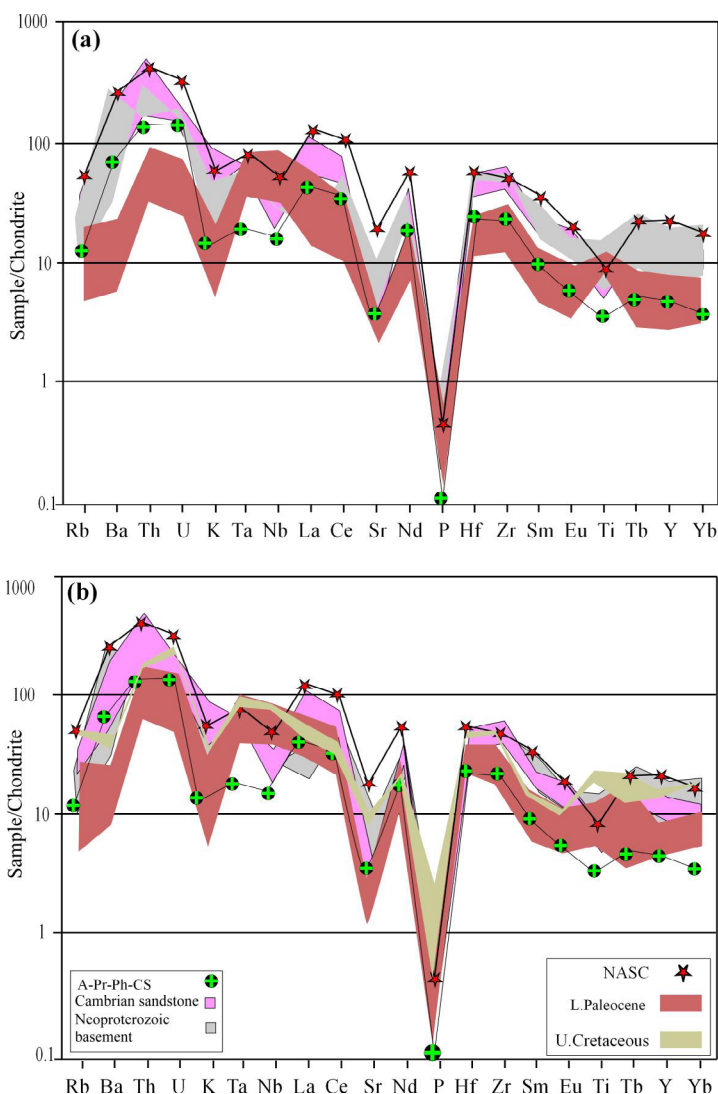 1000
(a)
100
10
1
0.1
Sample/Chondrite
Rb Ba Th U K Ta Nb La Ce Sr Nd P Hf Zr Sm Eu Ti Tb Y Yb
1000
(b)
100
10
1
0.1
Sample/Chondrite
A-Pr-Ph-CS
Cambrian sandstone
Neoproterozoic
basement
NASC
L.Paleocene
U.Cretaceous
Rb Ba Th U K Ta Nb La Ce Sr Nd P Hf Zr Sm Eu Ti Tb Y Yb